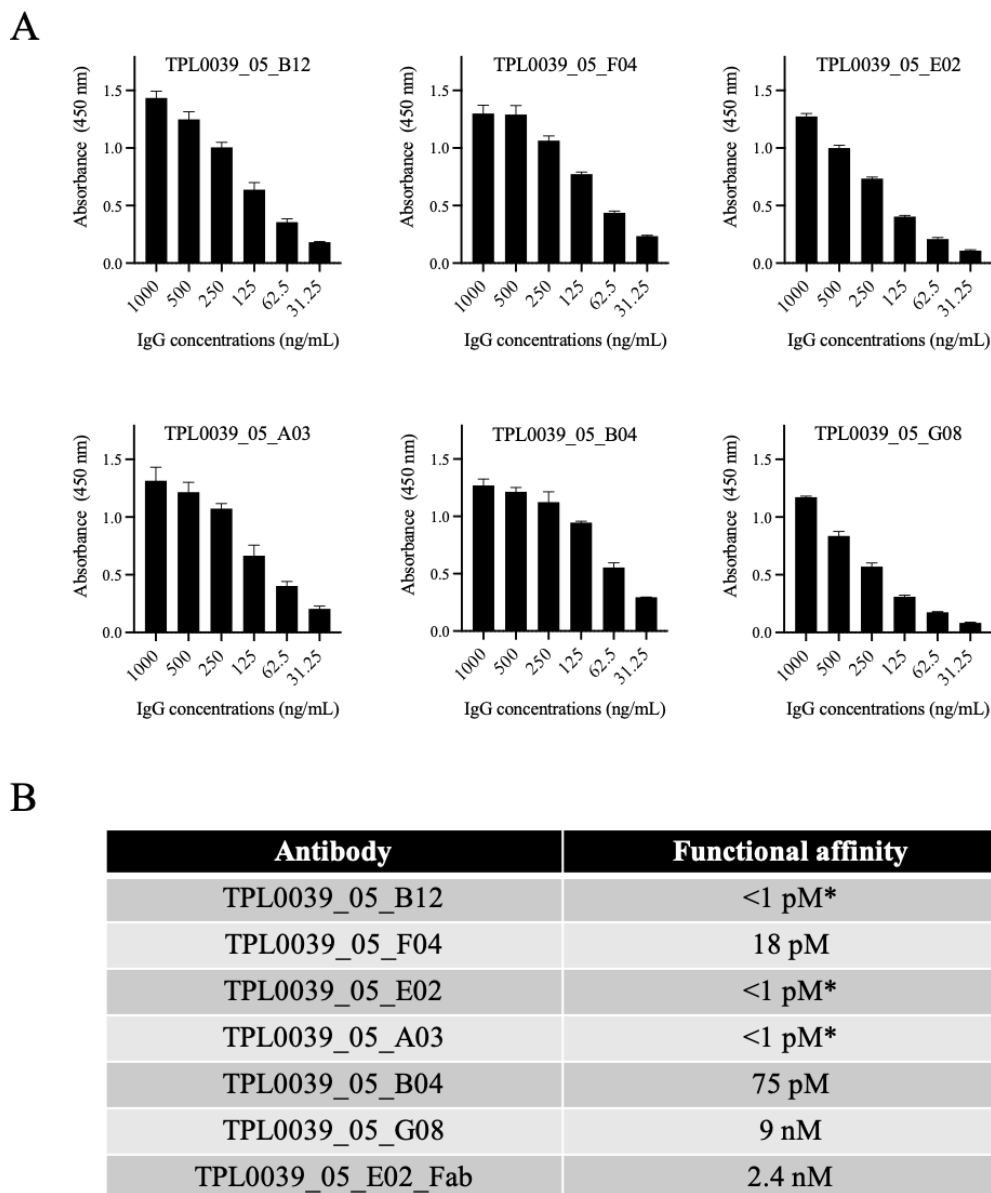 A
TPL0039_05_B12
Absorbance (450 nm)
1.5
1.0
0.5
0.0
1000
500
250
125
62.5
31.25
IgG concentrations (ng/mL)
TPL0039_05_F04
Absorbance (450 nm)
1.5
1.0
0.5
0.0
1000
500
250
125
62.5
31.25
IgG concentrations (ng/mL)
TPL0039_05_E02
Absorbance (450 nm)
1.5
1.0
0.5
0.0
1000
500
250
125
62.5
31.25
IgG concentrations (ng/mL)
TPL0039_05_A03
Absorbance (450 nm)
1.5
1.0
0.5
0.0
1000
500
250
125
62.5
31.25
IgG concentrations (ng/mL)
TPL0039_05_B04
Absorbance (450 nm)
1.5
1.0
0.5
0.0
1000
500
250
125
62.5
31.25
IgG concentrations (ng/mL)
TPL0039_05_G08
Absorbance (450 nm)
1.5
1.0
0.5
0.0
1000
500
250
125
62.5
31.25
IgG concentrations (ng/mL)
B
Antibody Functional affinity
TPL0039_05_B12 <1 pM*
TPL0039_05_F04 18 pM
TPL0039_05_E02 <1 pM*
TPL0039_05_A03 <1 pM*
TPL0039_05_B04 75 pM
TPL0039_05_G08 9 nM
TPL0039_05_E02_Fab 2.4 nM